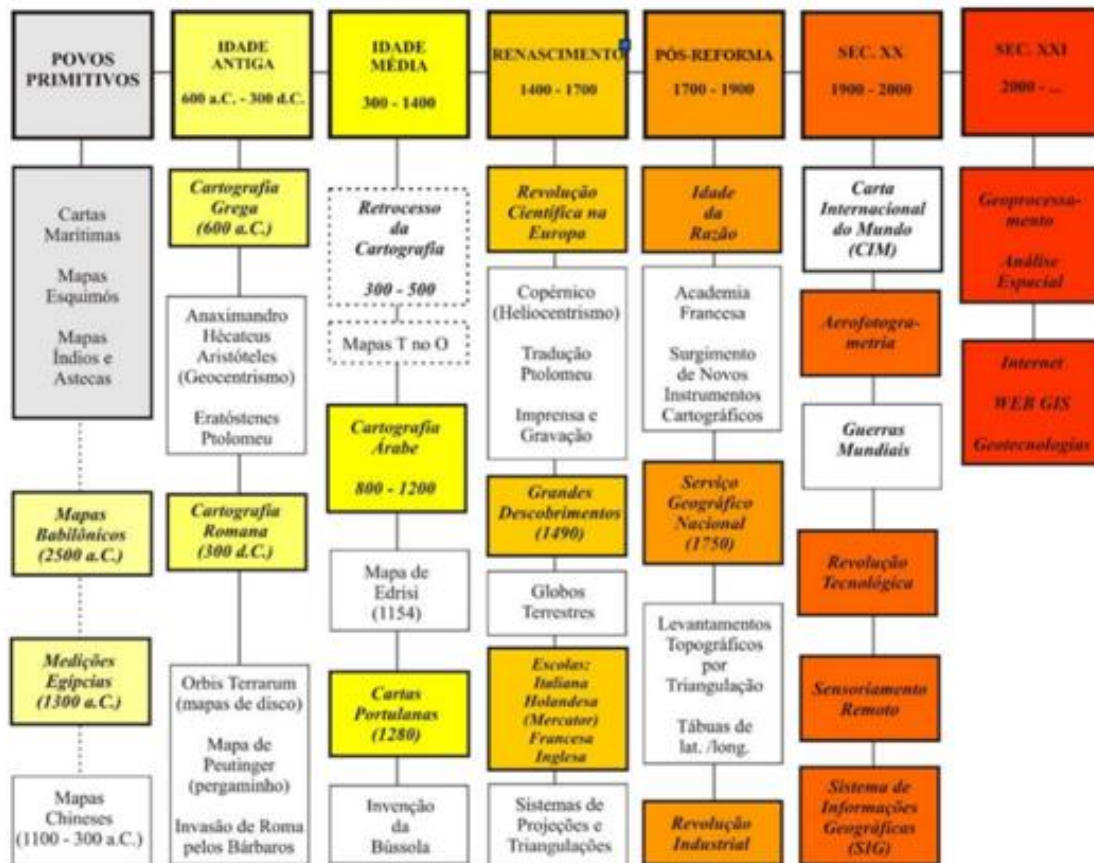 POVOS
PRIMITIVOS
Cartas
Marítimas
Mapas
Esquimós
Mapas
Índios e
Astecas
Mapas
Babilônicos
(2500 a.C.)
Medições
Egípcias
(1300 a.C.)
Mapas
Chineses
(1100 - 300 a.C.)
IDADE
ANTIGA
600 a.C. - 300 d.C.
Cartografia
Grega
(600 a.C.)
Anaximandro
Hécateus
Aristóteles
(Geocentrismo)
Eratóstenes
Ptolomeu
Cartografia
Romana
(300 d.C.)
Orbis Terrarum
(mapas de disco)
Mapa de
Peutinger
(pergaminho)
Invasão de Roma
pelos Bárbaros
IDADE
MÉDIA
300 - 1400
Retrocesso
da
Cartografia
300 - 500
Mapas T no O
Cartografia
Árabe
800 - 1200
Mapa de
Edrisi
(1154)
Cartas
Portulanas
(1280)
Invenção
da
Bússola
RENASCIMENTO
1400 - 1700
Revolução
Científica na
Europa
Copérnico
(Heliocentrismo)
Tradução
Ptolomeu
Imprensa e
Gravação
Grandes
Descobrimentos
(1490)
Globos
Terrestres
Escolas:
Italiana
Holandesa
(Mercator)
Francesa
Inglesa
Sistemas de
Projeções e
Triangulações
PÓS-REFORMA
1700 - 1900
Idade
da
Razão
Academia
Francesa
Surgimento
de Novos
Instrumentos
Cartográficos
Serviço
Geográfico
Nacional
(1750)
Levantamentos
Topográficos
por
Triangulação
Tábuas de
lat. /long.
Revolução
Industrial
SEC. XX
1900 - 2000
Carta
Internacional
do Mundo
(CIM)
Aerofotogra-
metria
Guerras
Mundiais
Revolução
Tecnológica
Sensoriamento
Remoto
Sistema de
Informações
Geográficas
(SIG)
SEC. XXI
2000 - ...
Geoprocessa-
mento
Análise
Espacial
Internet
WEB GIS
Geotecnologias